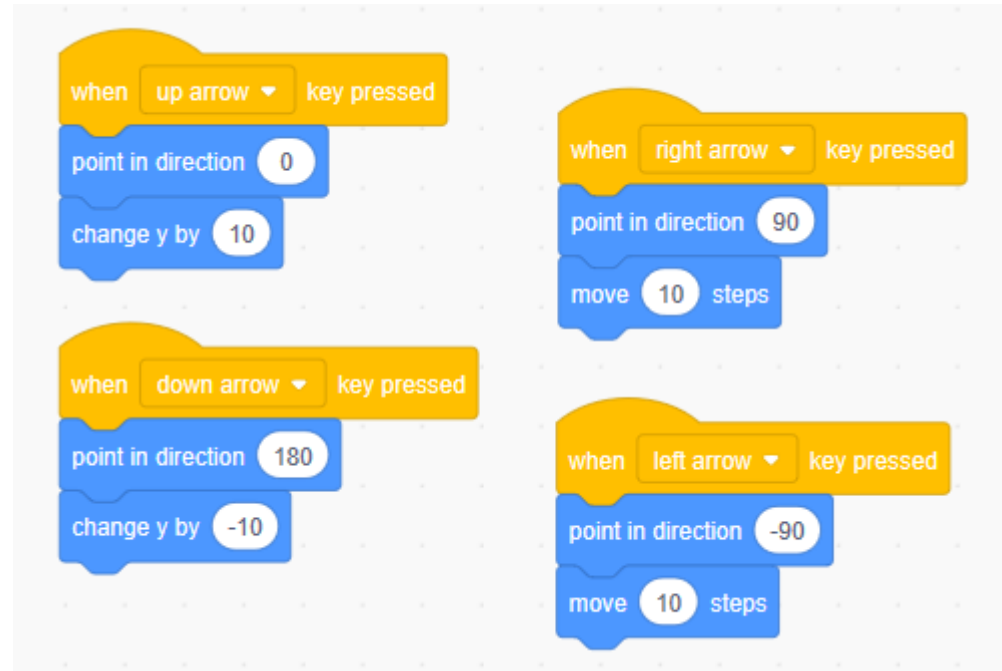 when up arrow key pressed
point in direction 0
change y by 10
when down arrow key pressed
point in direction 180
change y by -10
when right arrow key pressed
point in direction 90
move 10 steps
when left arrow key pressed
point in direction -90
move 10 steps